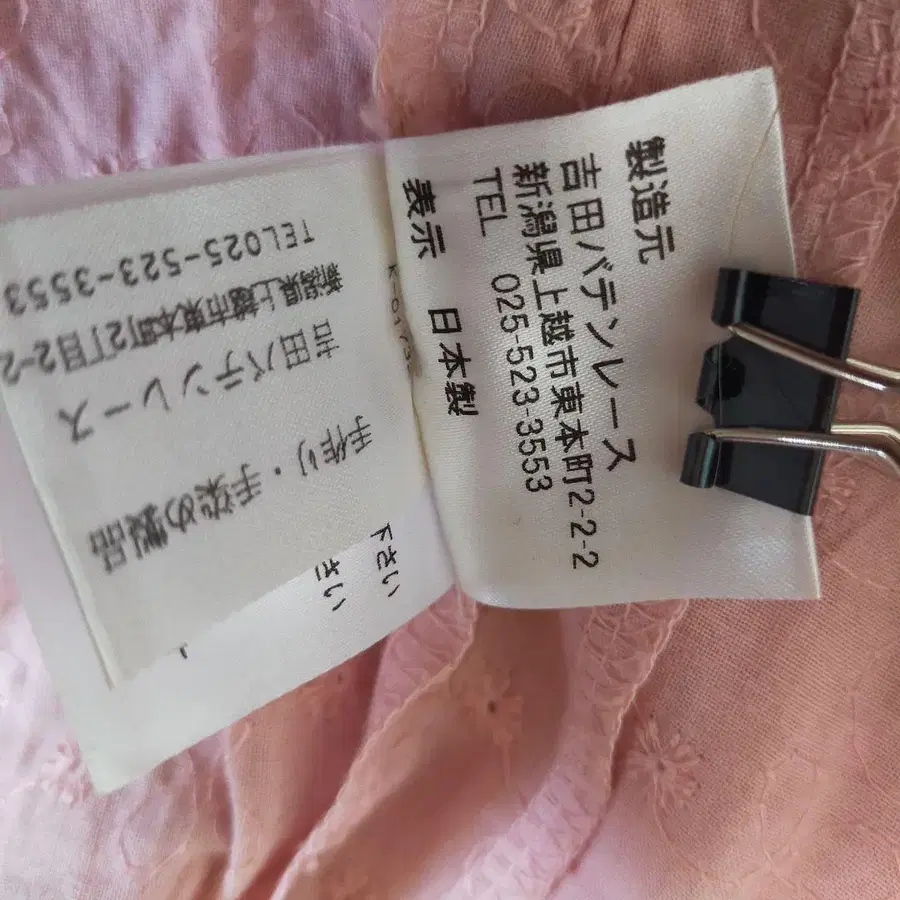 製造元
吉田バテンレース
新潟県上越市東本町2-2-2
TEL 025-523-3553
表示 日本製
手作り・手染め製品
吉田バテンレース
新潟県上越市東本町2丁目2-2
TEL025-523-3553
下さい
さい